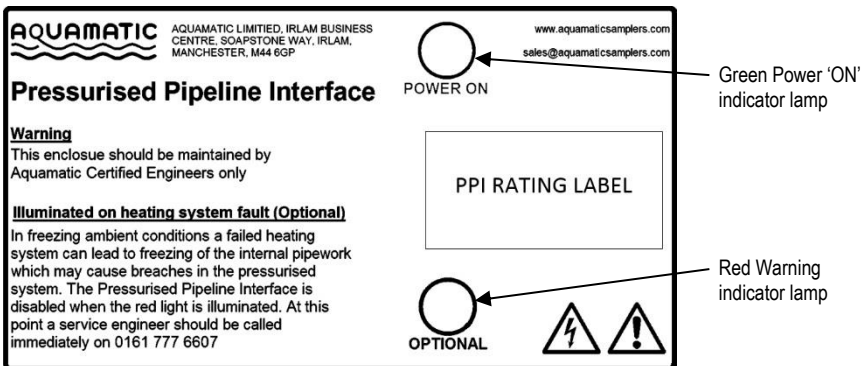 AQUAMATIC
AQUAMATIC LIMITIED, IRLAM BUSINESS
CENTRE, SOAPSTONE WAY, IRLAM,
MANCHESTER, M44 6GP
www.aquamaticsamplers.com
sales@aquamaticsamplers.com
POWER ON
Pressurised Pipeline Interface
Warning
This enclosue should be maintained by
Aquamatic Certified Engineers only
PPI RATING LABEL
Illuminated on heating system fault (Optional)
In freezing ambient conditions a failed heating
system can lead to freezing of the internal pipework
which may cause breaches in the pressurised
system. The Pressurised Pipeline Interface is
disabled when the red light is illuminated. At this
point a service engineer should be called
immediately on 0161 777 6607
OPTIONAL
Green Power ‘ON’
indicator lamp
Red Warning
indicator lamp